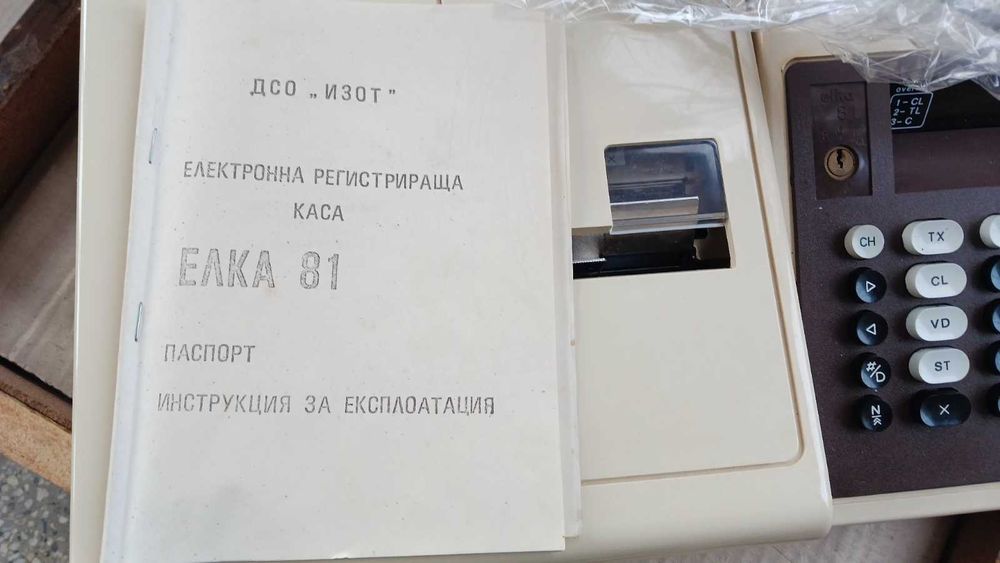 ДСО „ИЗОТ"
ЕЛЕКТРОННА РЕГИСТРИРАЩА
КАСА
ЕЛКА 81
ПАСПОРТ
ИНСТРУКЦИЯ ЗА ЕКСПЛОАТАЦИЯ
elka
1-CL
2-TL
3-C
CH
TX
CL
VD
#/D
ST
N
X